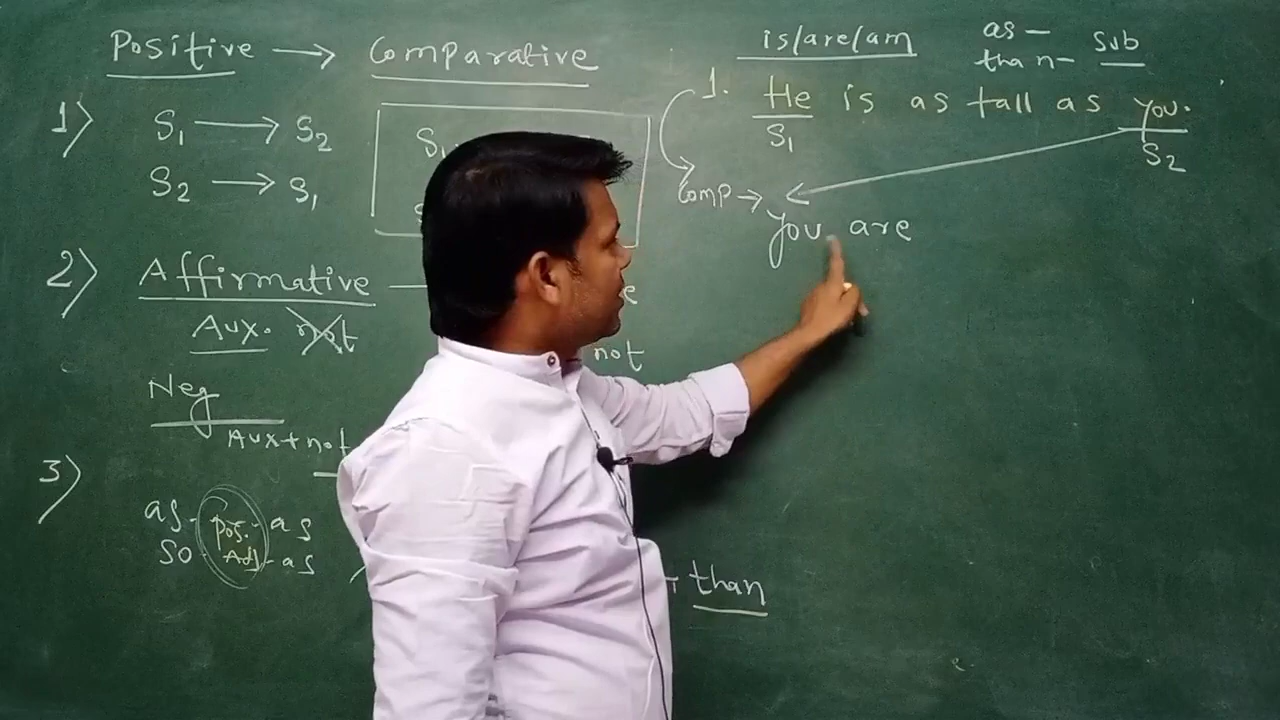 Positive → Comparative
1) S1 → S2
S2 → S1
S1
2) Affirmative —
Aux. not
not
Neg
Aux+not
3)
as - Pos. - as
so - Adj - as
+ than
is/are/am
as —
than — Sub
1. He is as tall as you.
S1 S2
Comp →
you are